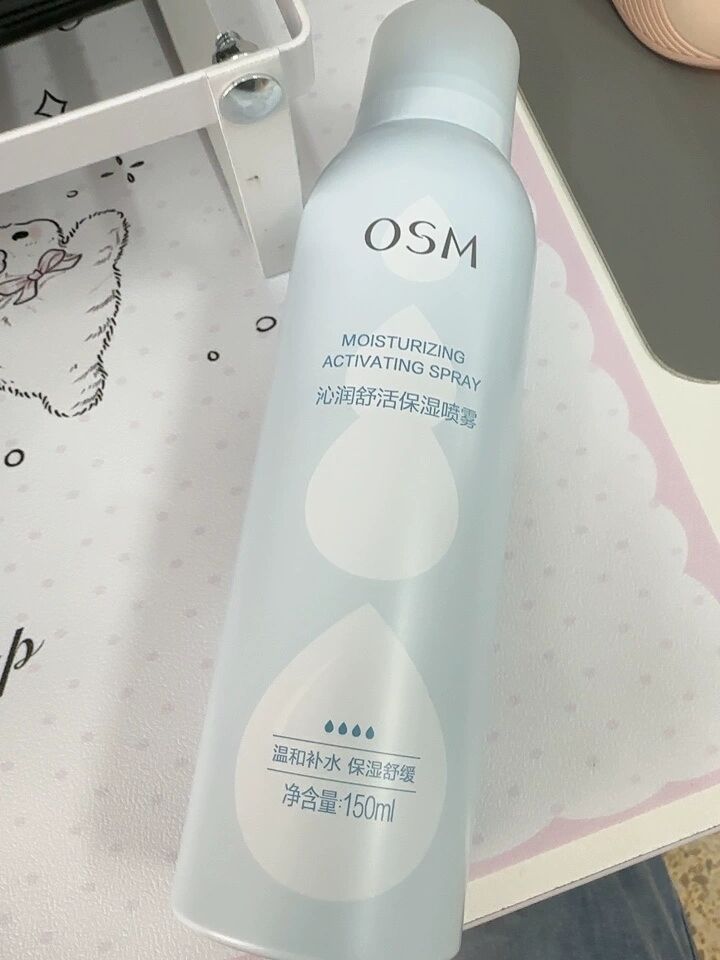 OSM
MOISTURIZING
ACTIVATING SPRAY
沁润舒活保湿喷雾
温和补水 保湿舒缓
净含量:150ml